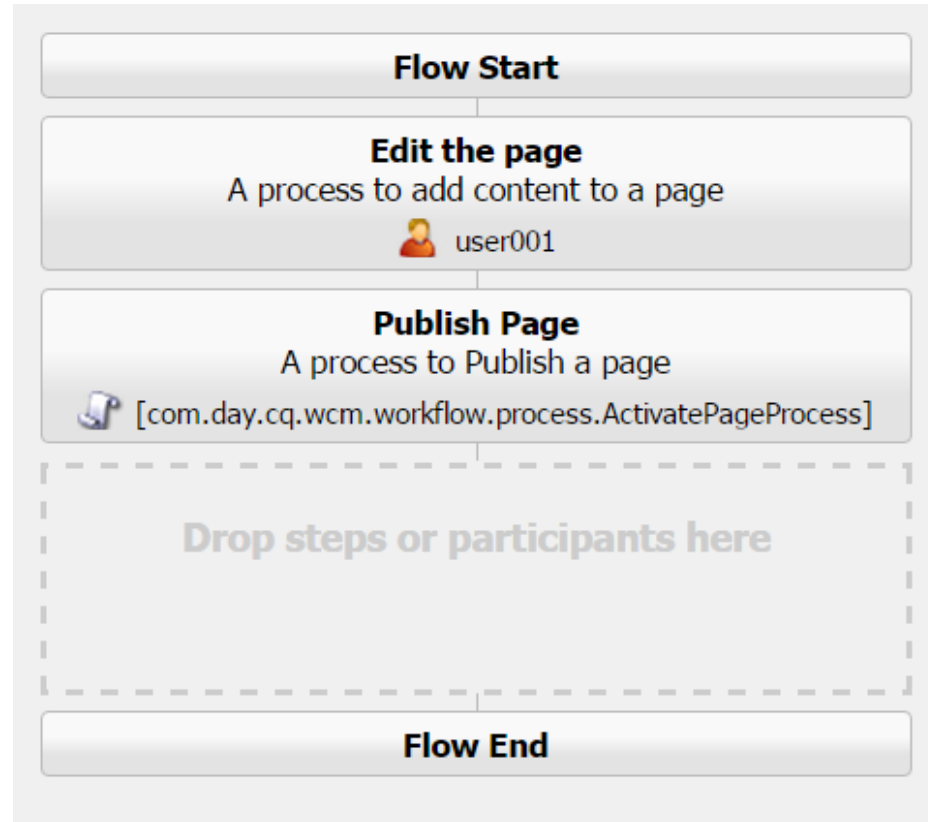 Flow Start
Edit the page
A process to add content to a page
user001
Publish Page
A process to Publish a page
[com.day.cq.wcm.workflow.process.ActivatePageProcess]
Drop steps or participants here
Flow End